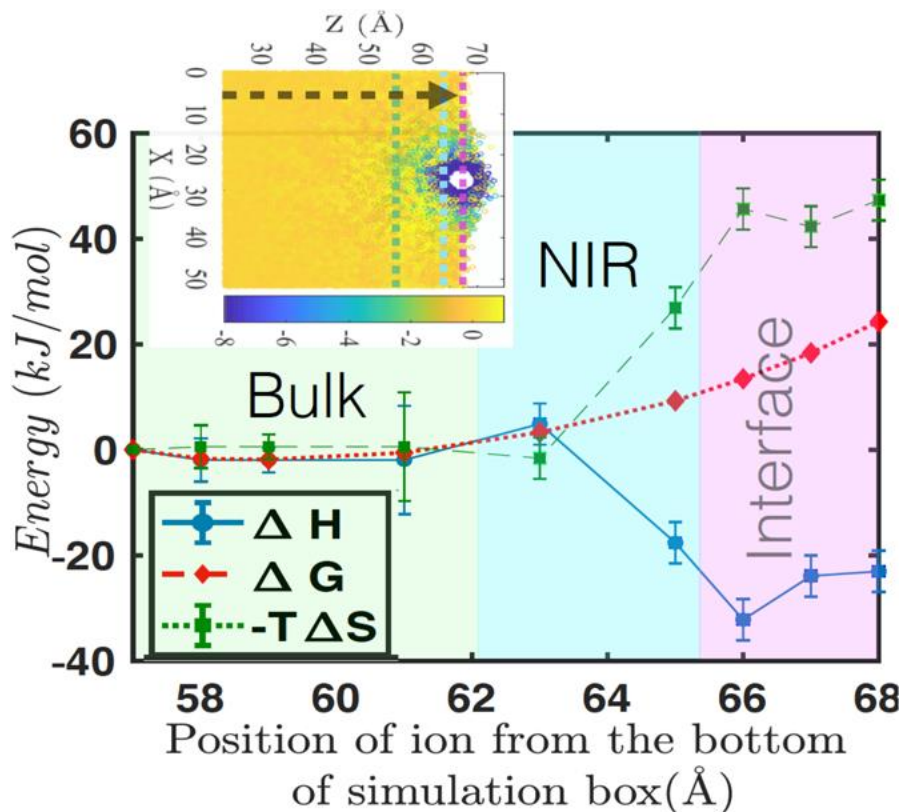 Z (Å)
30 40 50 60 70
0
10
20
30
40
50
X (Å)
-8 -6 -4 -2 0
60
40
20
0
-20
-40
Energy (kJ/mol)
Bulk
NIR
Interface
Δ H
Δ G
-T Δ S
58 60 62 64 66 68
Position of ion from the bottom
of simulation box(Å)